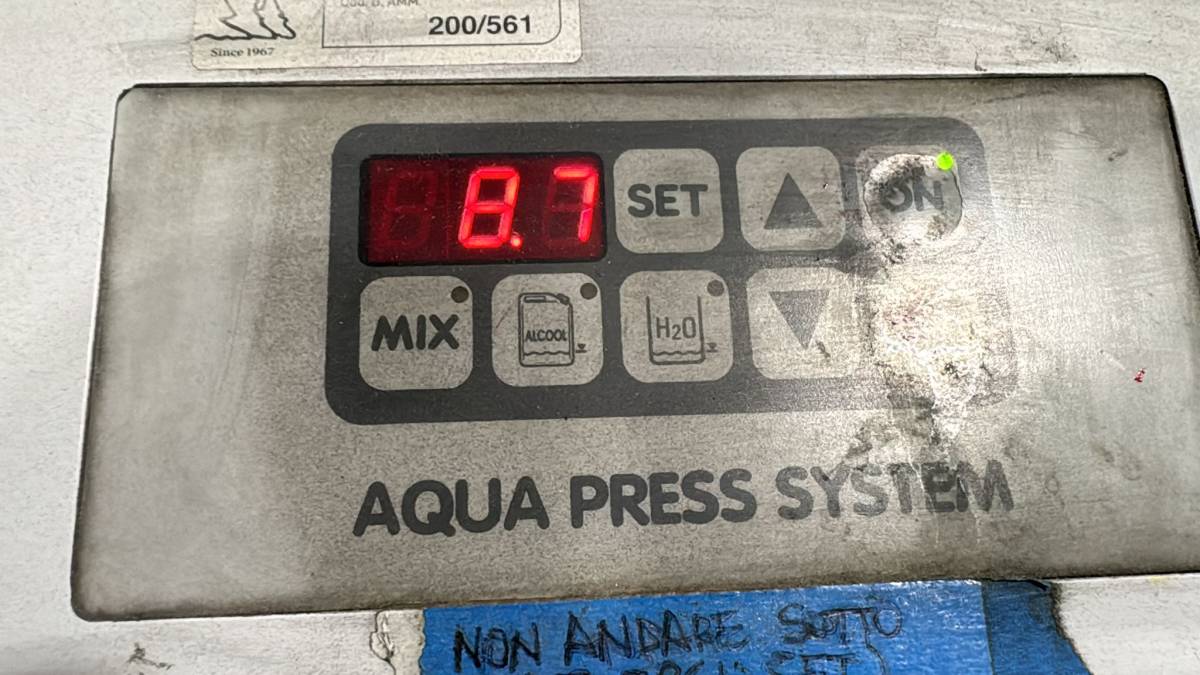 200/561
Since 1967
8.7
SET
ON
MIX
ALCOOL
H2O
AQUA PRESS SYSTEM
NON ANDARE SOTTO